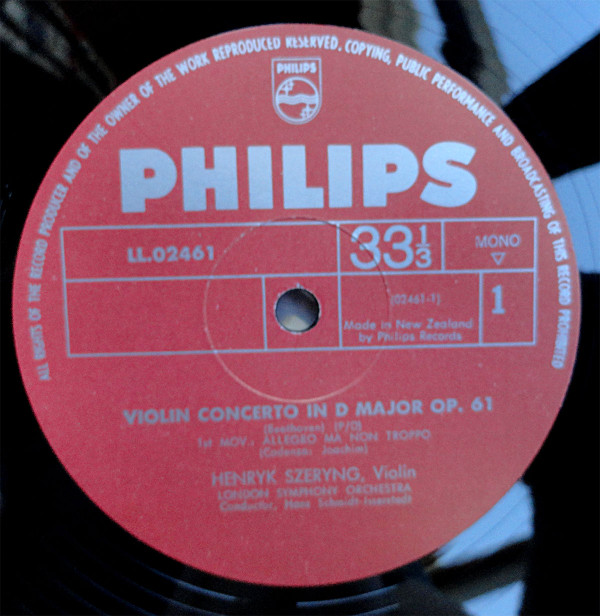 ALL RIGHTS OF THE RECORD PRODUCER AND OF THE OWNER OF THE WORK REPRODUCED RESERVED. COPYING, PUBLIC PERFORMANCE AND BROADCASTING OF THIS RECORD PROHIBITED
PHILIPS
PHILIPS
LL.02461
33 1/3
MONO
▽
(02461-1)
1
Made in New Zealand
by Philips Records
VIOLIN CONCERTO IN D MAJOR OP. 61
(Beethoven) (P/D)
1st MOV.: ALLEGRO MA NON TROPPO
(Cadenza: Joachim)
HENRYK SZERYNG, Violin
LONDON SYMPHONY ORCHESTRA
Conductor, Hans Schmidt-Isserstedt